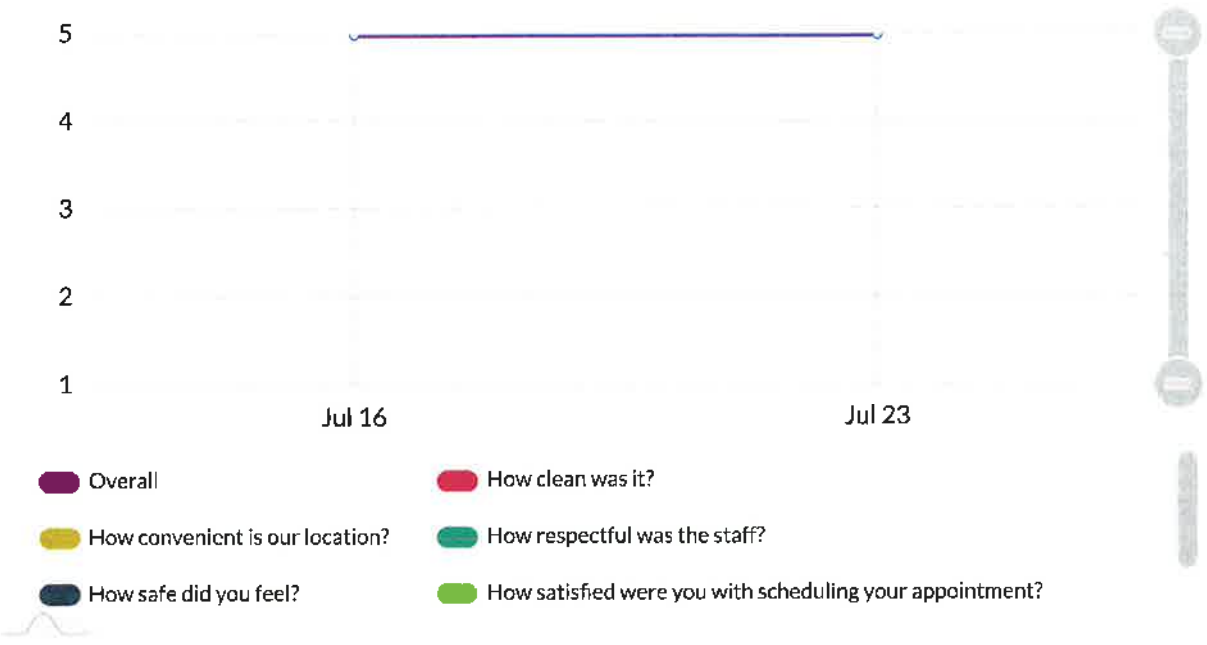 5
4
3
2
1
Jul 16
Jul 23
Overall
How clean was it?
How convenient is our location?
How respectful was the staff?
How safe did you feel?
How satisfied were you with scheduling your appointment?